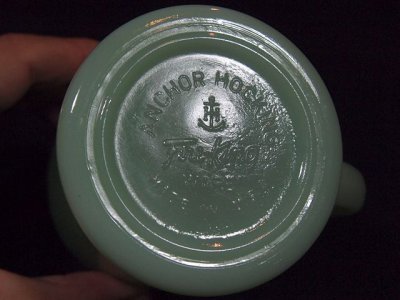 ANCHOR HOCKING
Fire-King
MADE IN U.S.A.